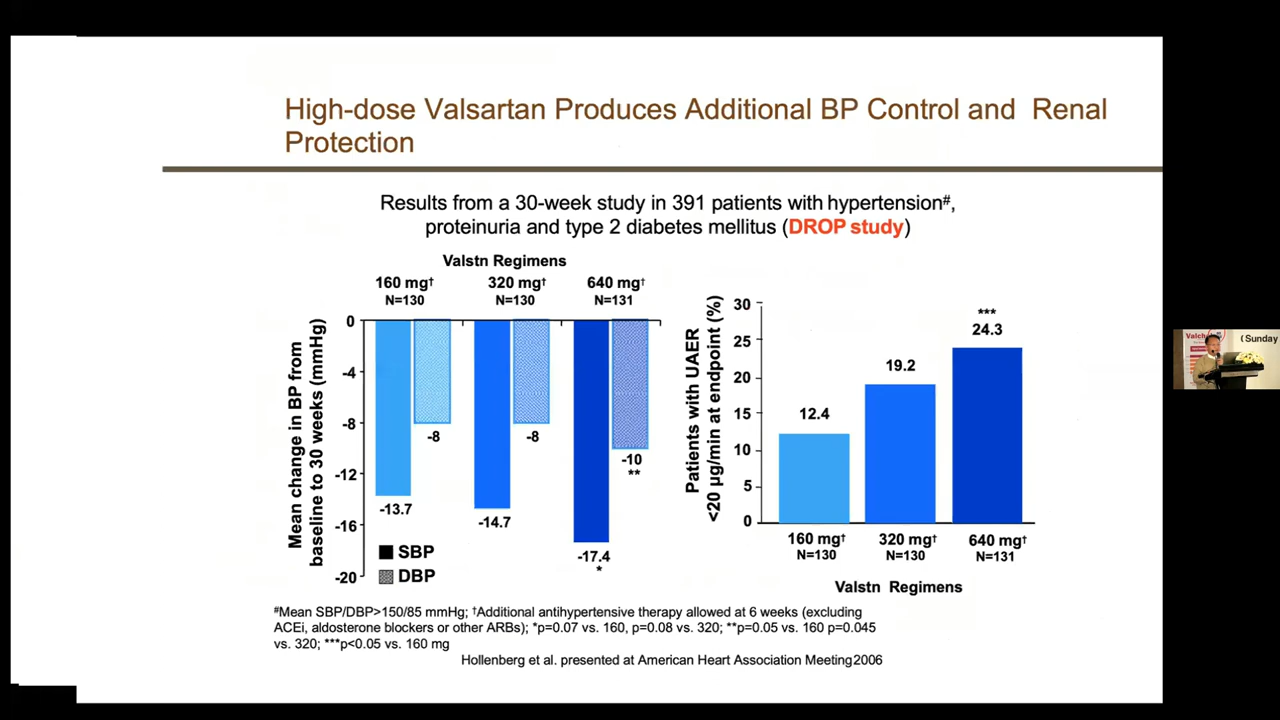 High-dose Valsartan Produces Additional BP Control and Renal
Protection
Results from a 30-week study in 391 patients with hypertension#,
proteinuria and type 2 diabetes mellitus (DROP study)
Valstn Regimens
160 mg† 320 mg† 640 mg†
N=130 N=130 N=131
Mean change in BP from
baseline to 30 weeks (mmHg)
0
-4
-8
-12
-16
-20
-13.7
-8
-14.7
-8
-17.4
*
-10
**
SBP
DBP
Patients with UAER
<20 µg/min at endpoint (%)
30
25
20
15
10
5
0
12.4
19.2
***
24.3
160 mg† 320 mg† 640 mg†
N=130 N=130 N=131
Valstn Regimens
#Mean SBP/DBP>150/85 mmHg; †Additional antihypertensive therapy allowed at 6 weeks (excluding
ACEi, aldosterone blockers or other ARBs); *p=0.07 vs. 160, p=0.08 vs. 320; **p=0.05 vs. 160 p=0.045
vs. 320; ***p<0.05 vs. 160 mg
Hollenberg et al. presented at American Heart Association Meeting2006
Valch
(Sunday